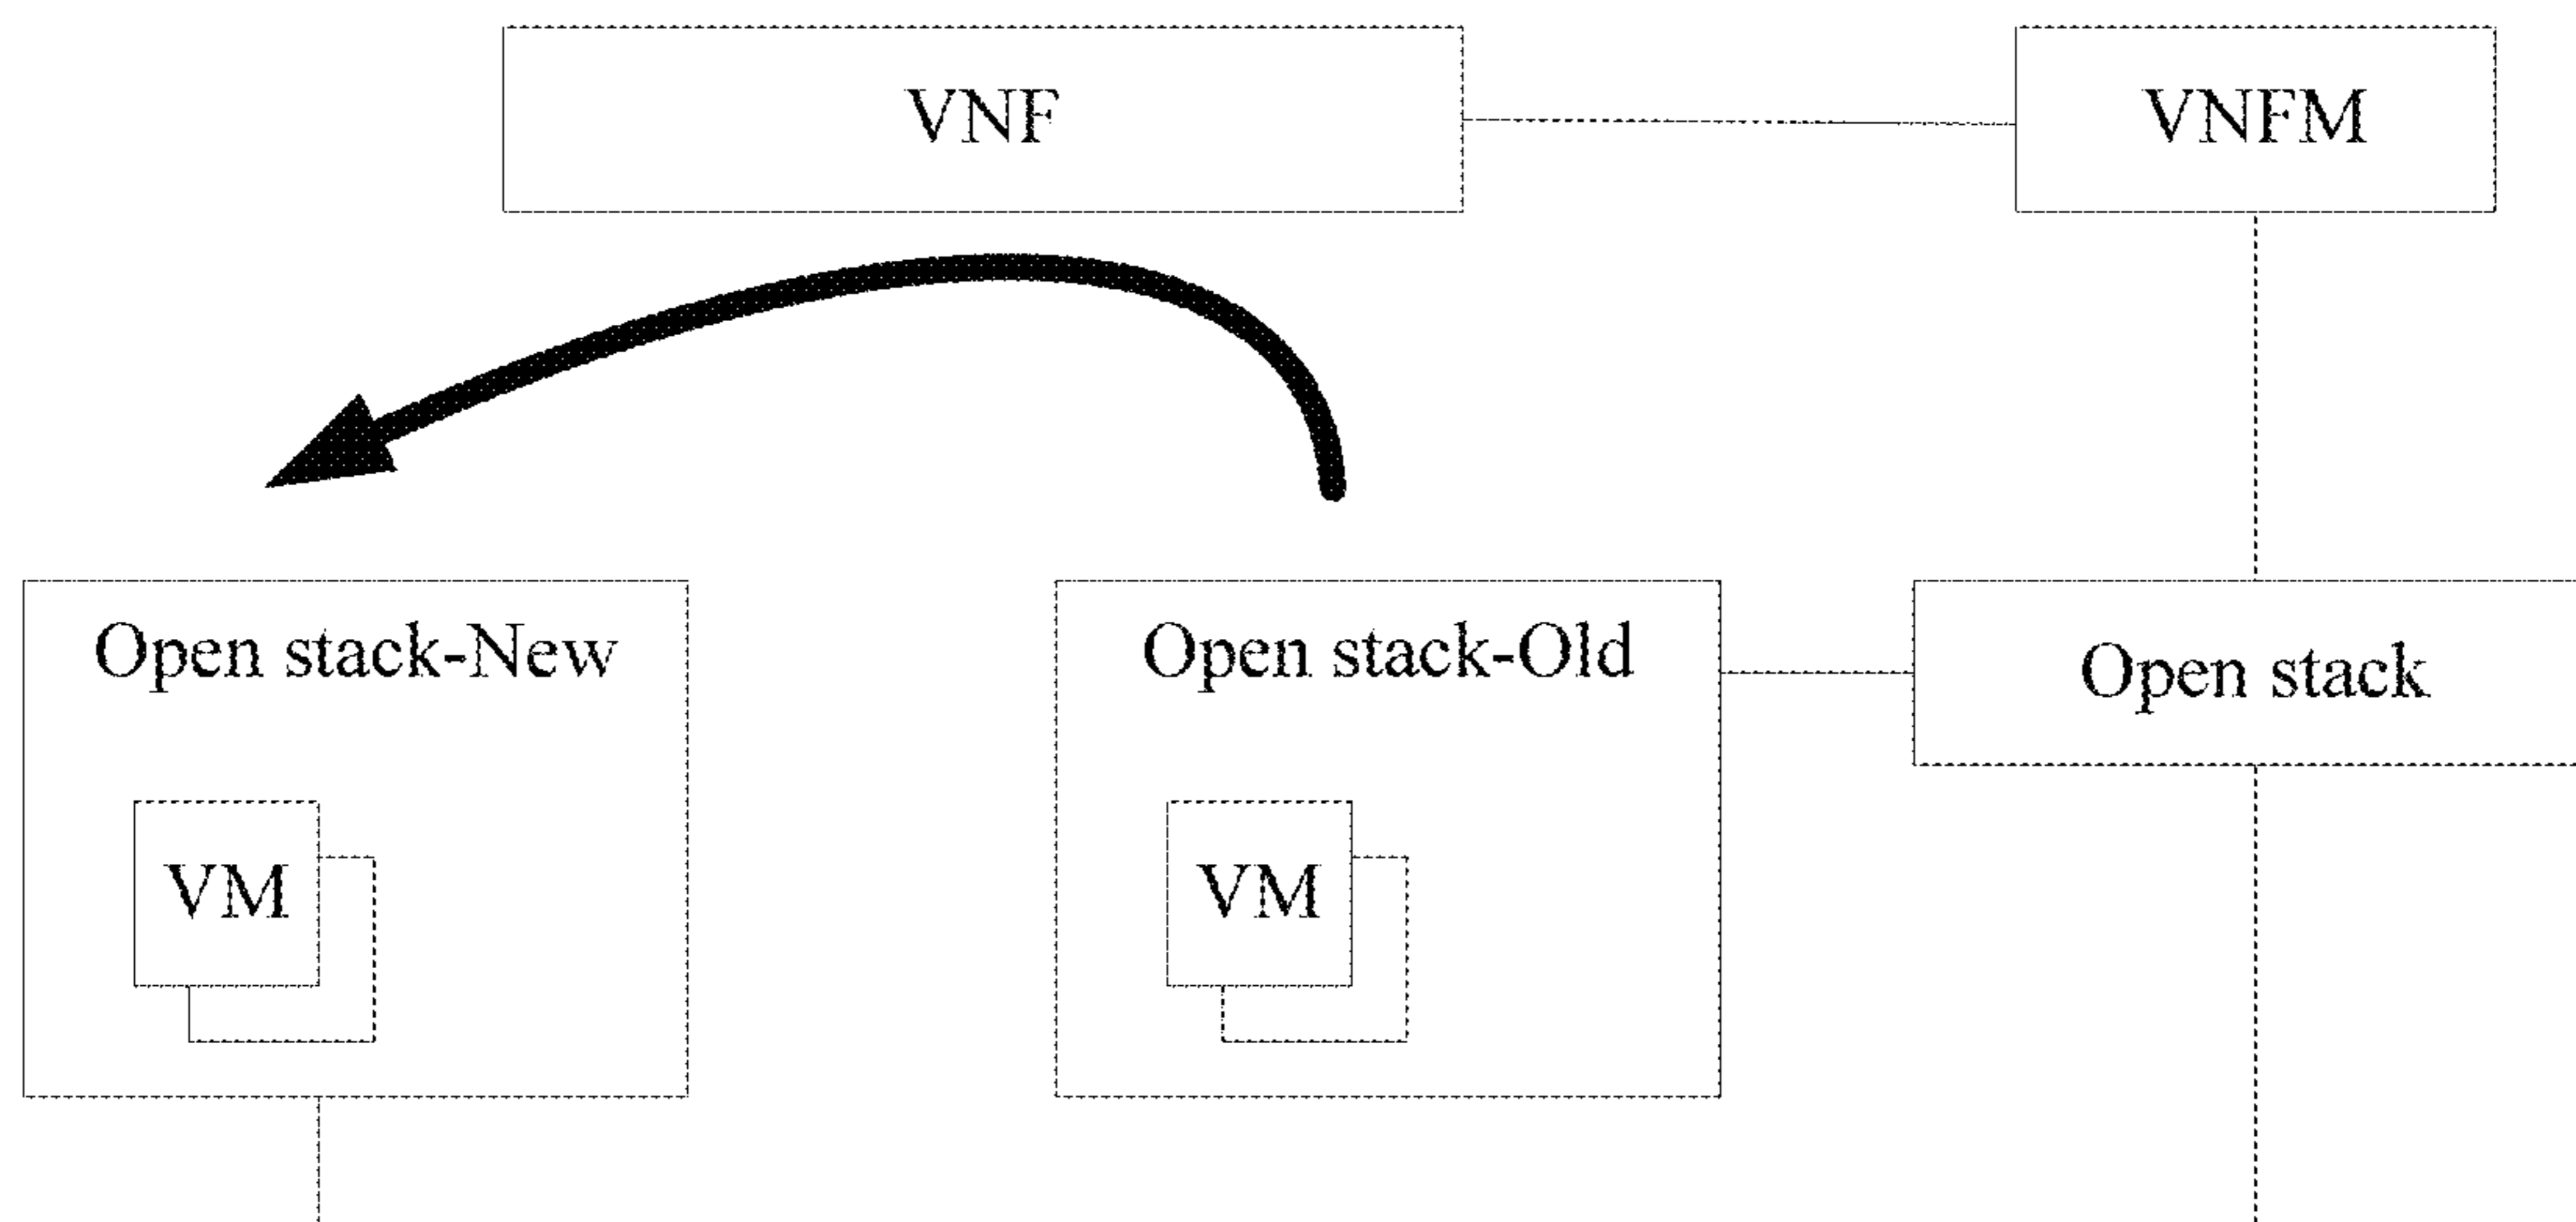 VNF
VNFM
Open stack-New
Open stack-Old
Open stack
VM
VM